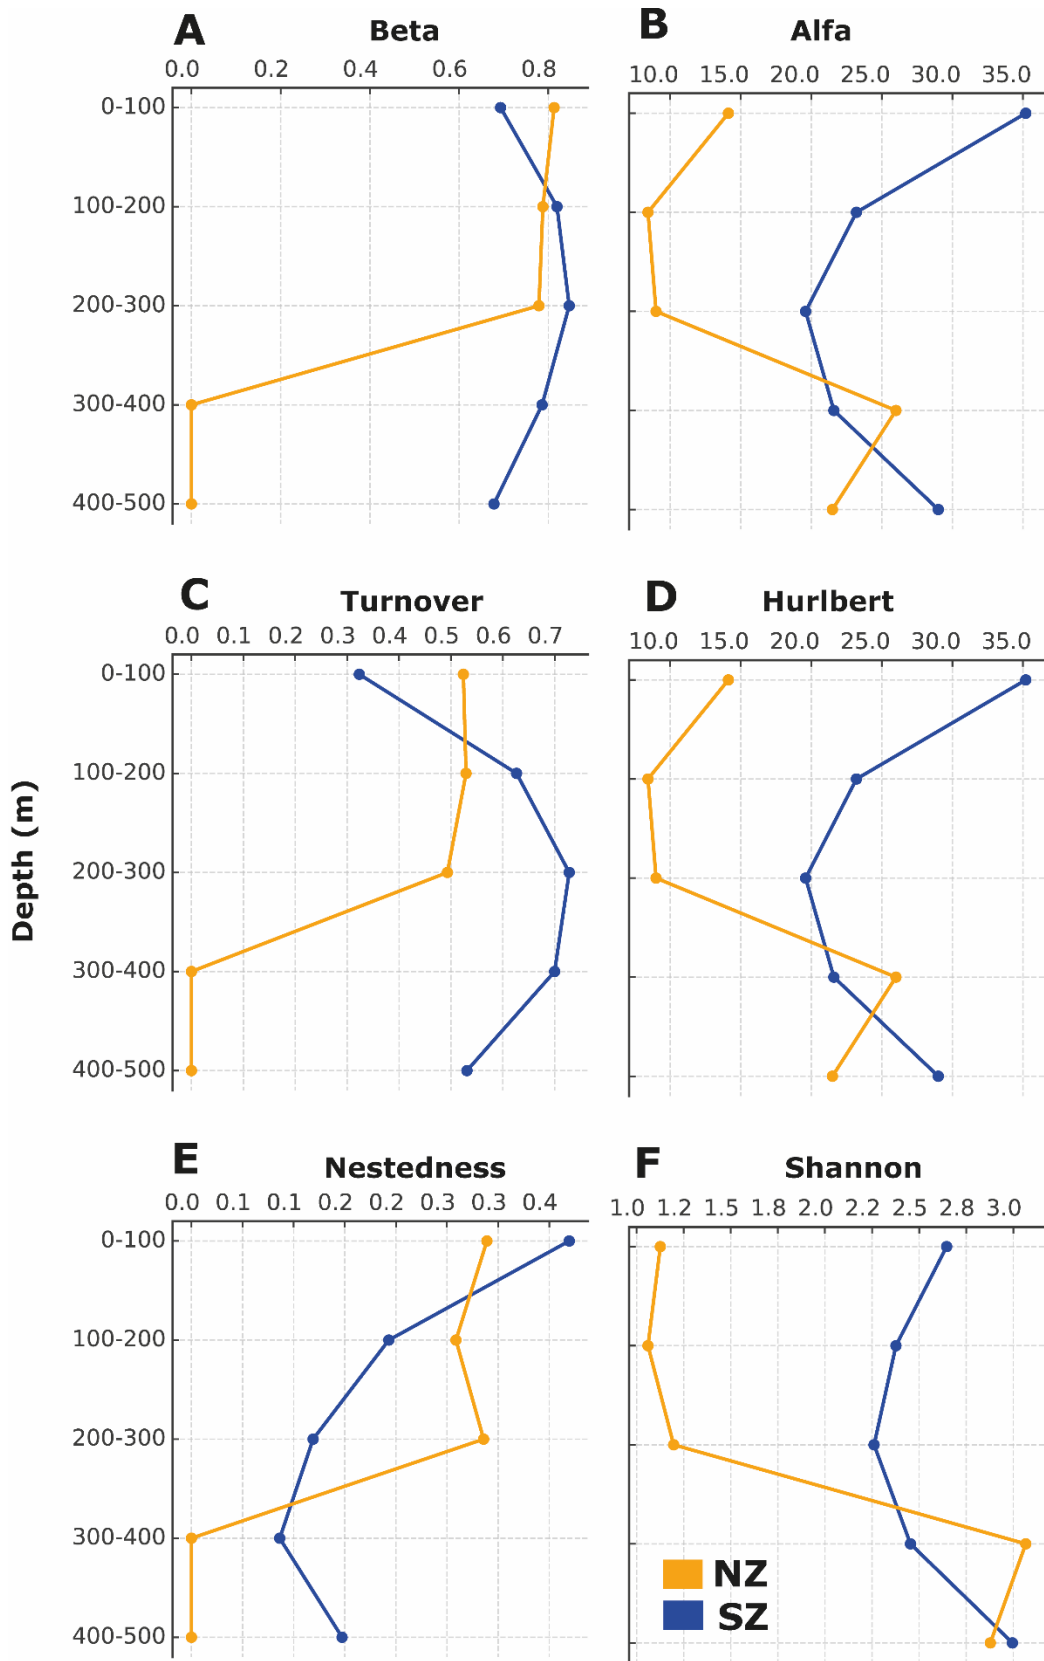 A Beta
0.0 0.2 0.4 0.6 0.8
0-100
100-200
200-300
300-400
400-500
B Alfa
10.0 15.0 20.0 25.0 30.0 35.0
Depth (m)
C Turnover
0.0 0.1 0.2 0.3 0.4 0.5 0.6 0.7
0-100
100-200
200-300
300-400
400-500
D Hurlbert
10.0 15.0 20.0 25.0 30.0 35.0
E Nestedness
0.0 0.1 0.1 0.2 0.2 0.3 0.3 0.4
0-100
100-200
200-300
300-400
400-500
F Shannon
1.0 1.2 1.5 1.8 2.0 2.2 2.5 2.8 3.0
NZ
SZ